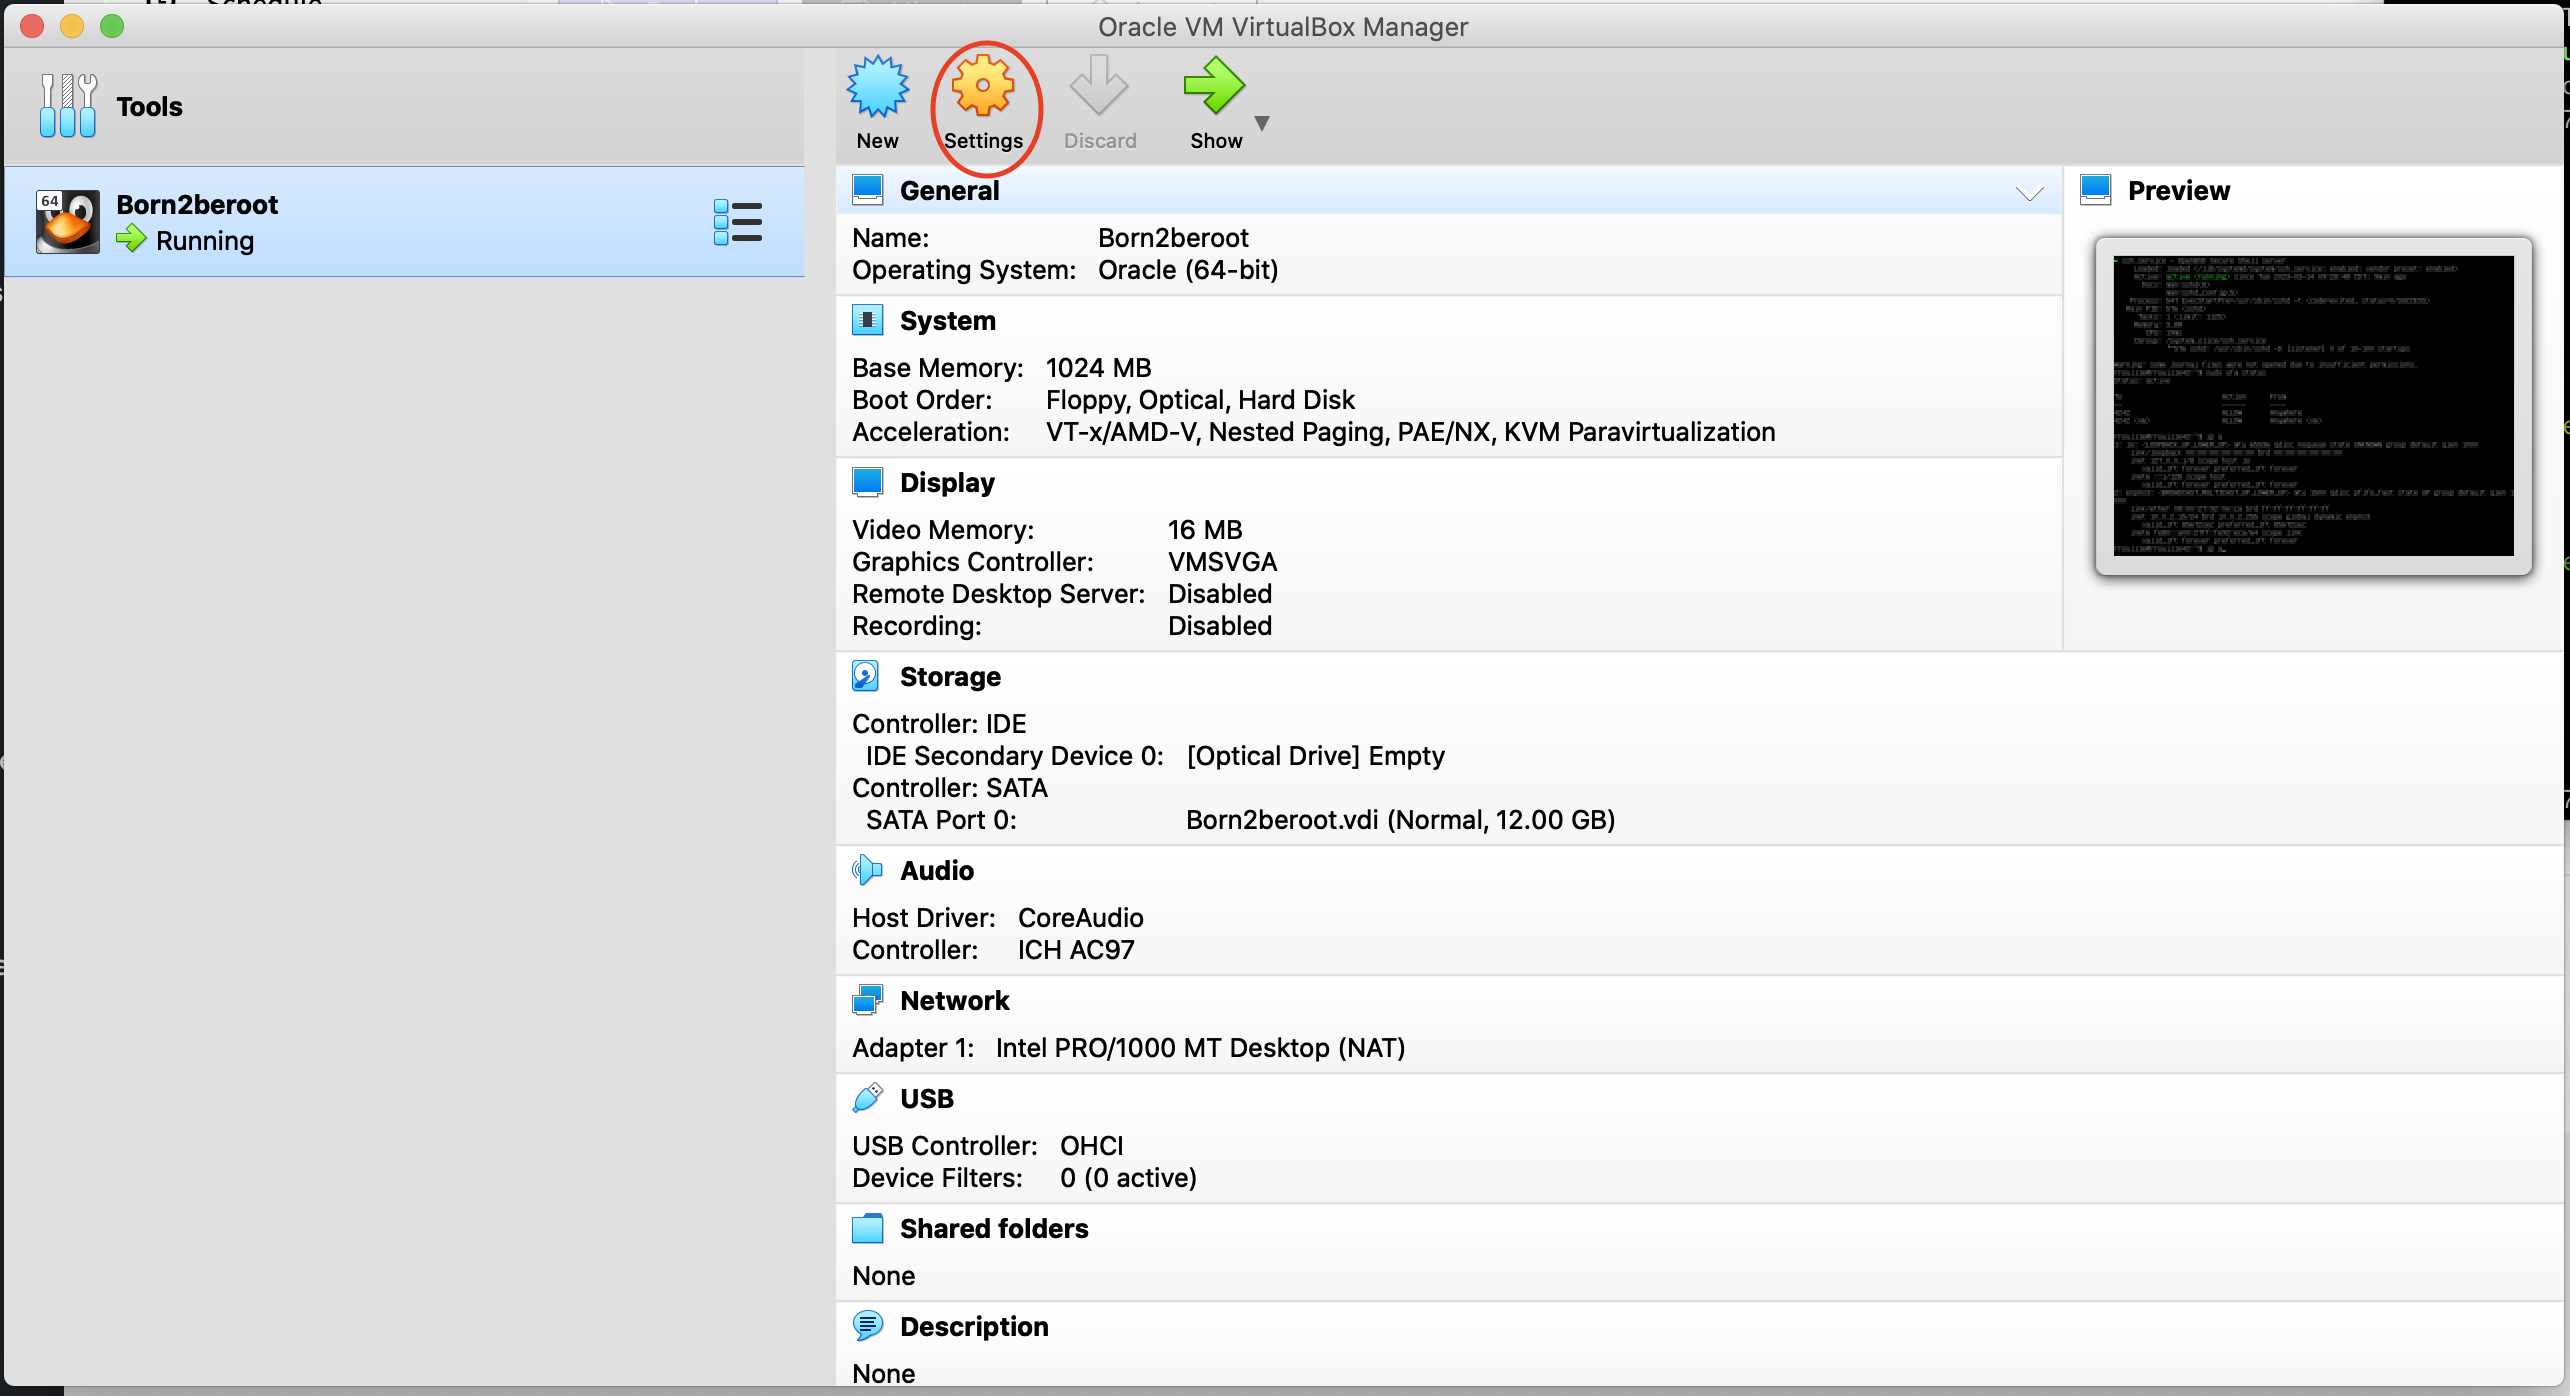 Oracle VM VirtualBox Manager
Tools
New
Settings
Discard
Show
64
Born2beroot
Running
General
Name: Born2beroot
Operating System: Oracle (64-bit)
System
Base Memory: 1024 MB
Boot Order: Floppy, Optical, Hard Disk
Acceleration: VT-x/AMD-V, Nested Paging, PAE/NX, KVM Paravirtualization
Display
Video Memory: 16 MB
Graphics Controller: VMSVGA
Remote Desktop Server: Disabled
Recording: Disabled
Preview
Storage
Controller: IDE
IDE Secondary Device 0: [Optical Drive] Empty
Controller: SATA
SATA Port 0: Born2beroot.vdi (Normal, 12.00 GB)
Audio
Host Driver: CoreAudio
Controller: ICH AC97
Network
Adapter 1: Intel PRO/1000 MT Desktop (NAT)
USB
USB Controller: OHCI
Device Filters: 0 (0 active)
Shared folders
None
Description
None